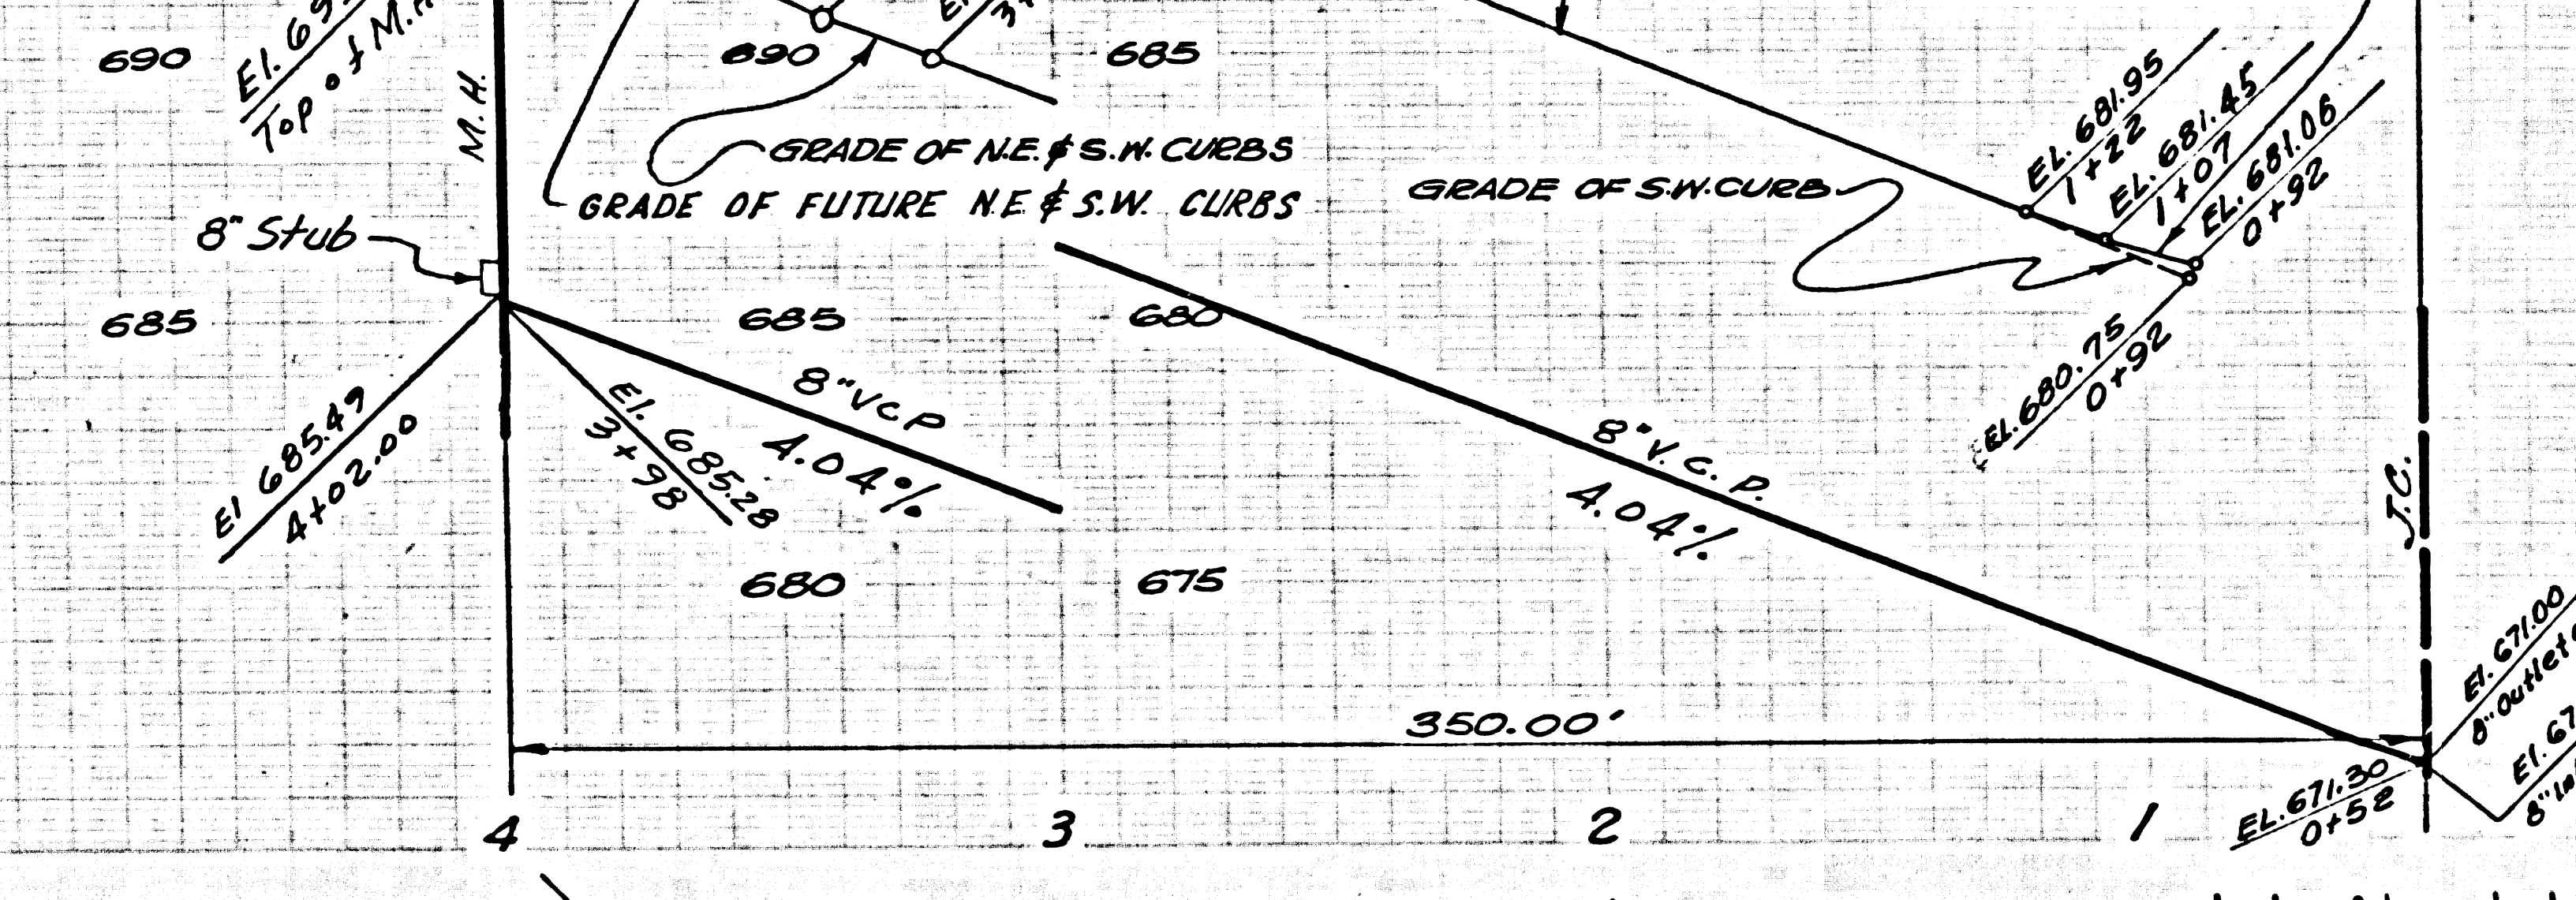 690
Top of M.H.
M.H.
690
685
EL. 681.95
1+22
EL. 681.45
1+07
EL. 681.06
0+92
GRADE OF N.E. & S.W. CURBS
GRADE OF FUTURE N.E. & S.W. CURBS
GRADE OF S.W. CURB
8" Stub
685
685
680
EL. 680.75
0+92
8" V.C.P
4.04%
El. 685.28
3+98
El 685.49
4+02.00
8" V.C.P.
4.04%
J.C.
680
675
El. 671.00
8" Outlet
350.00'
EL. 671.30
0+52
4
3
2
1